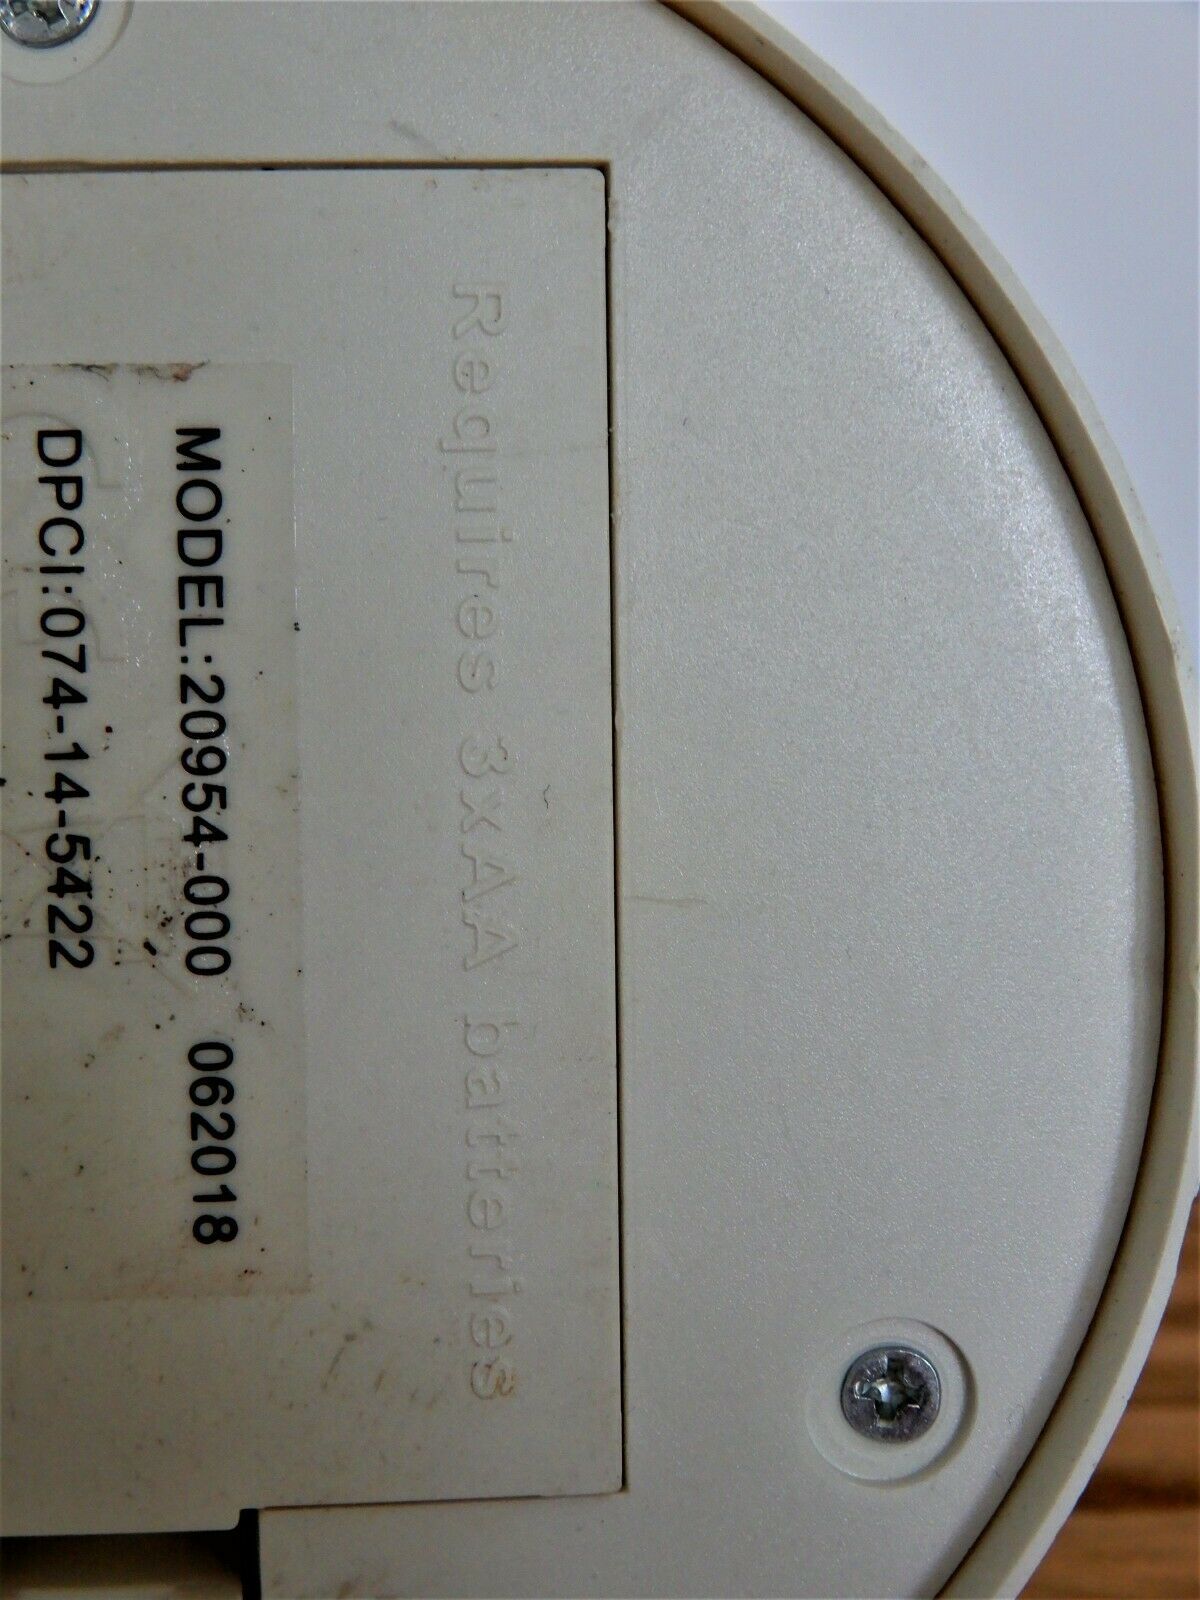 Requires 3xAA batteries
MODEL:20954-000 062018
DPCI:074-14-5422